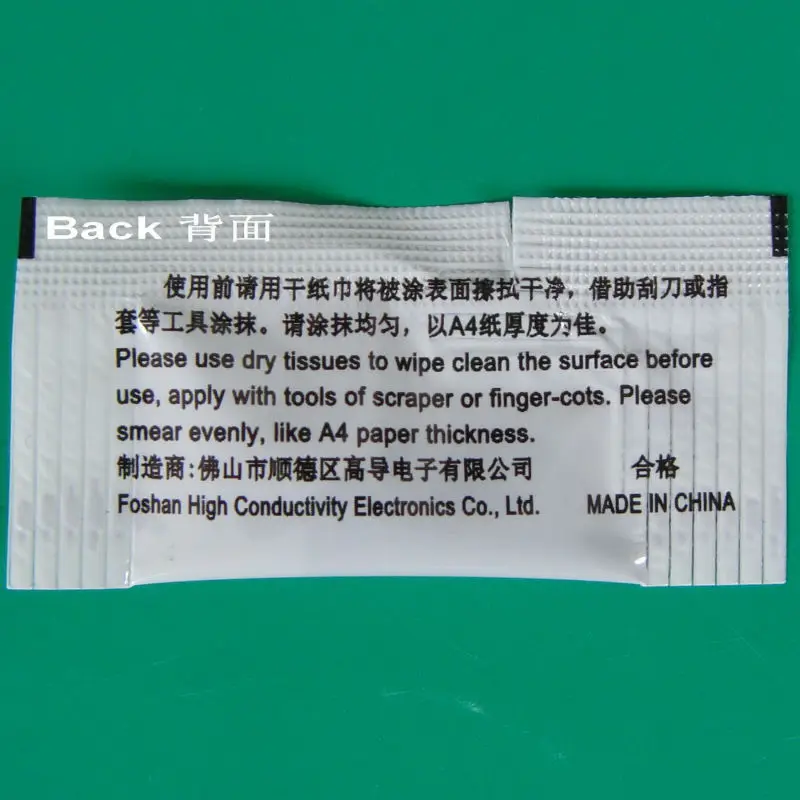 Back 背面
使用前请用干纸巾将被涂表面擦拭干净，借助刮刀或指
套等工具涂抹。请涂抹均匀，以A4纸厚度为佳。
Please use dry tissues to wipe clean the surface before
use, apply with tools of scraper or finger-cots. Please
smear evenly, like A4 paper thickness.
制造商:佛山市顺德区高导电子有限公司 合格
Foshan High Conductivity Electronics Co., Ltd. MADE IN CHINA